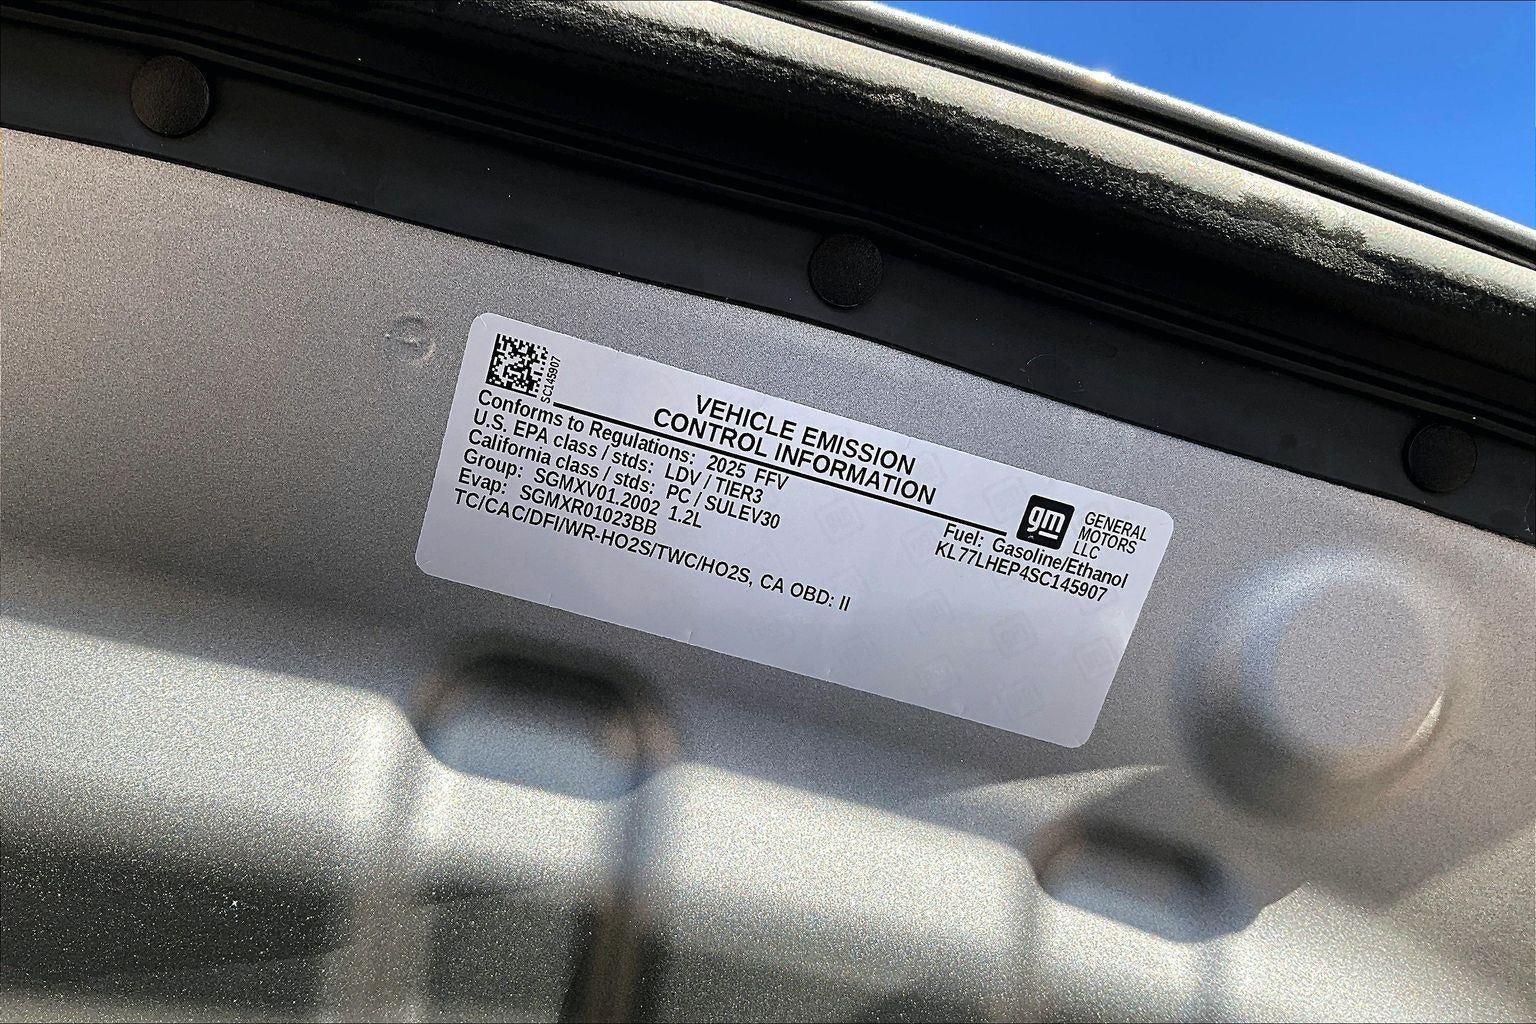 SC145907
VEHICLE EMISSION
CONTROL INFORMATION
gm
GENERAL
MOTORS
LLC
Conforms to Regulations: 2025 FFV
U.S. EPA class / stds: LDV / TIER3
California class / stds: PC / SULEV30
Group: SGMXV01.2002 1.2L
Evap: SGMXR01023BB
TC/CAC/DFI/WR-HO2S/TWC/HO2S, CA OBD: II
Fuel: Gasoline/Ethanol
KL77LHEP4SC145907